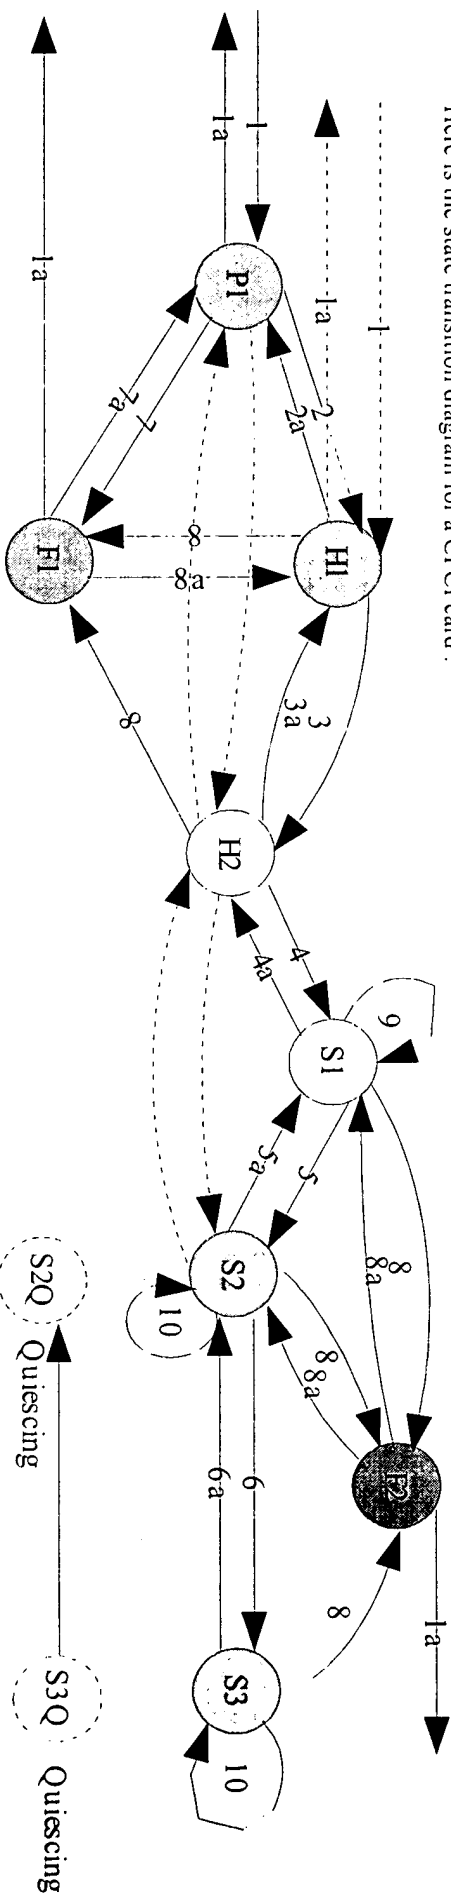 Here is the state transition diagram for a CPCI card :
1
1a
1
1a
1a
P1
2
2a
H1
7
7a
8
8a
F1
3
3a
8
H2
4
4a
9
S1
5
5a
8
8a
S2
10
8
8a
F2
1a
6
6a
8
S3
10
S2Q
Quiescing
S3Q
Quiescing